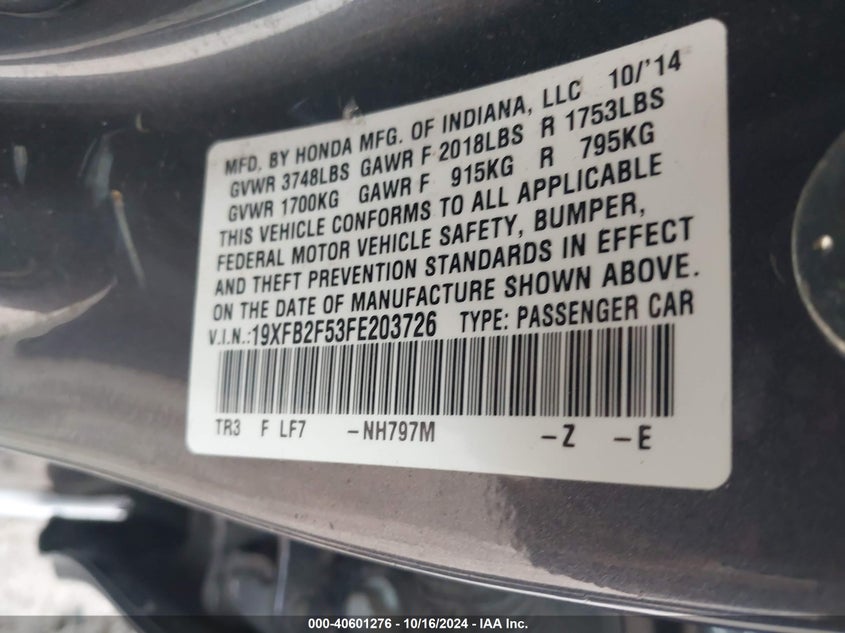 MFD. BY HONDA MFG. OF INDIANA, LLC 10/'14
GVWR 3748LBS GAWR F 2018LBS R 1753LBS
GVWR 1700KG GAWR F 915KG R 795KG
THIS VEHICLE CONFORMS TO ALL APPLICABLE
FEDERAL MOTOR VEHICLE SAFETY, BUMPER,
AND THEFT PREVENTION STANDARDS IN EFFECT
ON THE DATE OF MANUFACTURE SHOWN ABOVE.
V.I.N.:19XFB2F53FE203726 TYPE: PASSENGER CAR
TR3 F LF7 -NH797M -Z -E
000-40601276 - 10/16/2024 - IAA Inc.